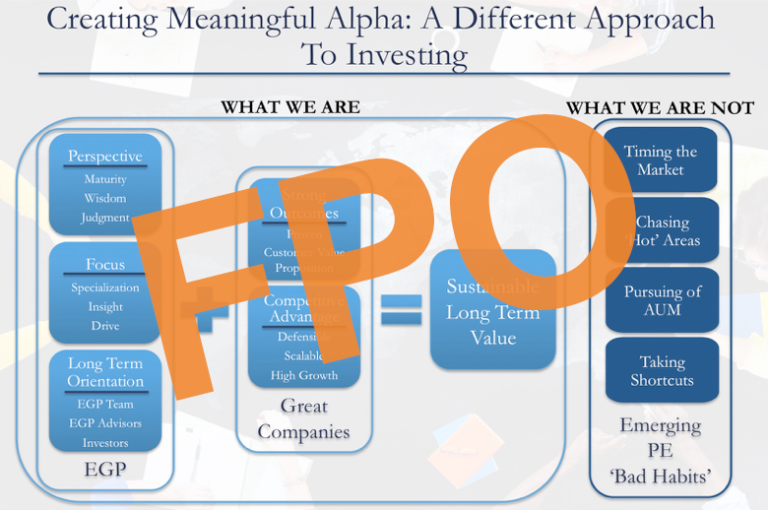 Creating Meaningful Alpha: A Different Approach
To Investing
WHAT WE ARE
WHAT WE ARE NOT
Perspective
Maturity
Wisdom
Judgment
Focus
Specialization
Insight
Drive
Long Term
Orientation
EGP Team
EGP Advisors
Investors
EGP
Strong
Outcomes
Customer Value
Proposition
Competitive
Advantage
Defensible
Scalable
High Growth
Great
Companies
Sustainable
Long Term
Value
Timing the
Market
Chasing
'Hot' Areas
Pursuing of
AUM
Taking
Shortcuts
Emerging
PE
'Bad Habits'
FPO